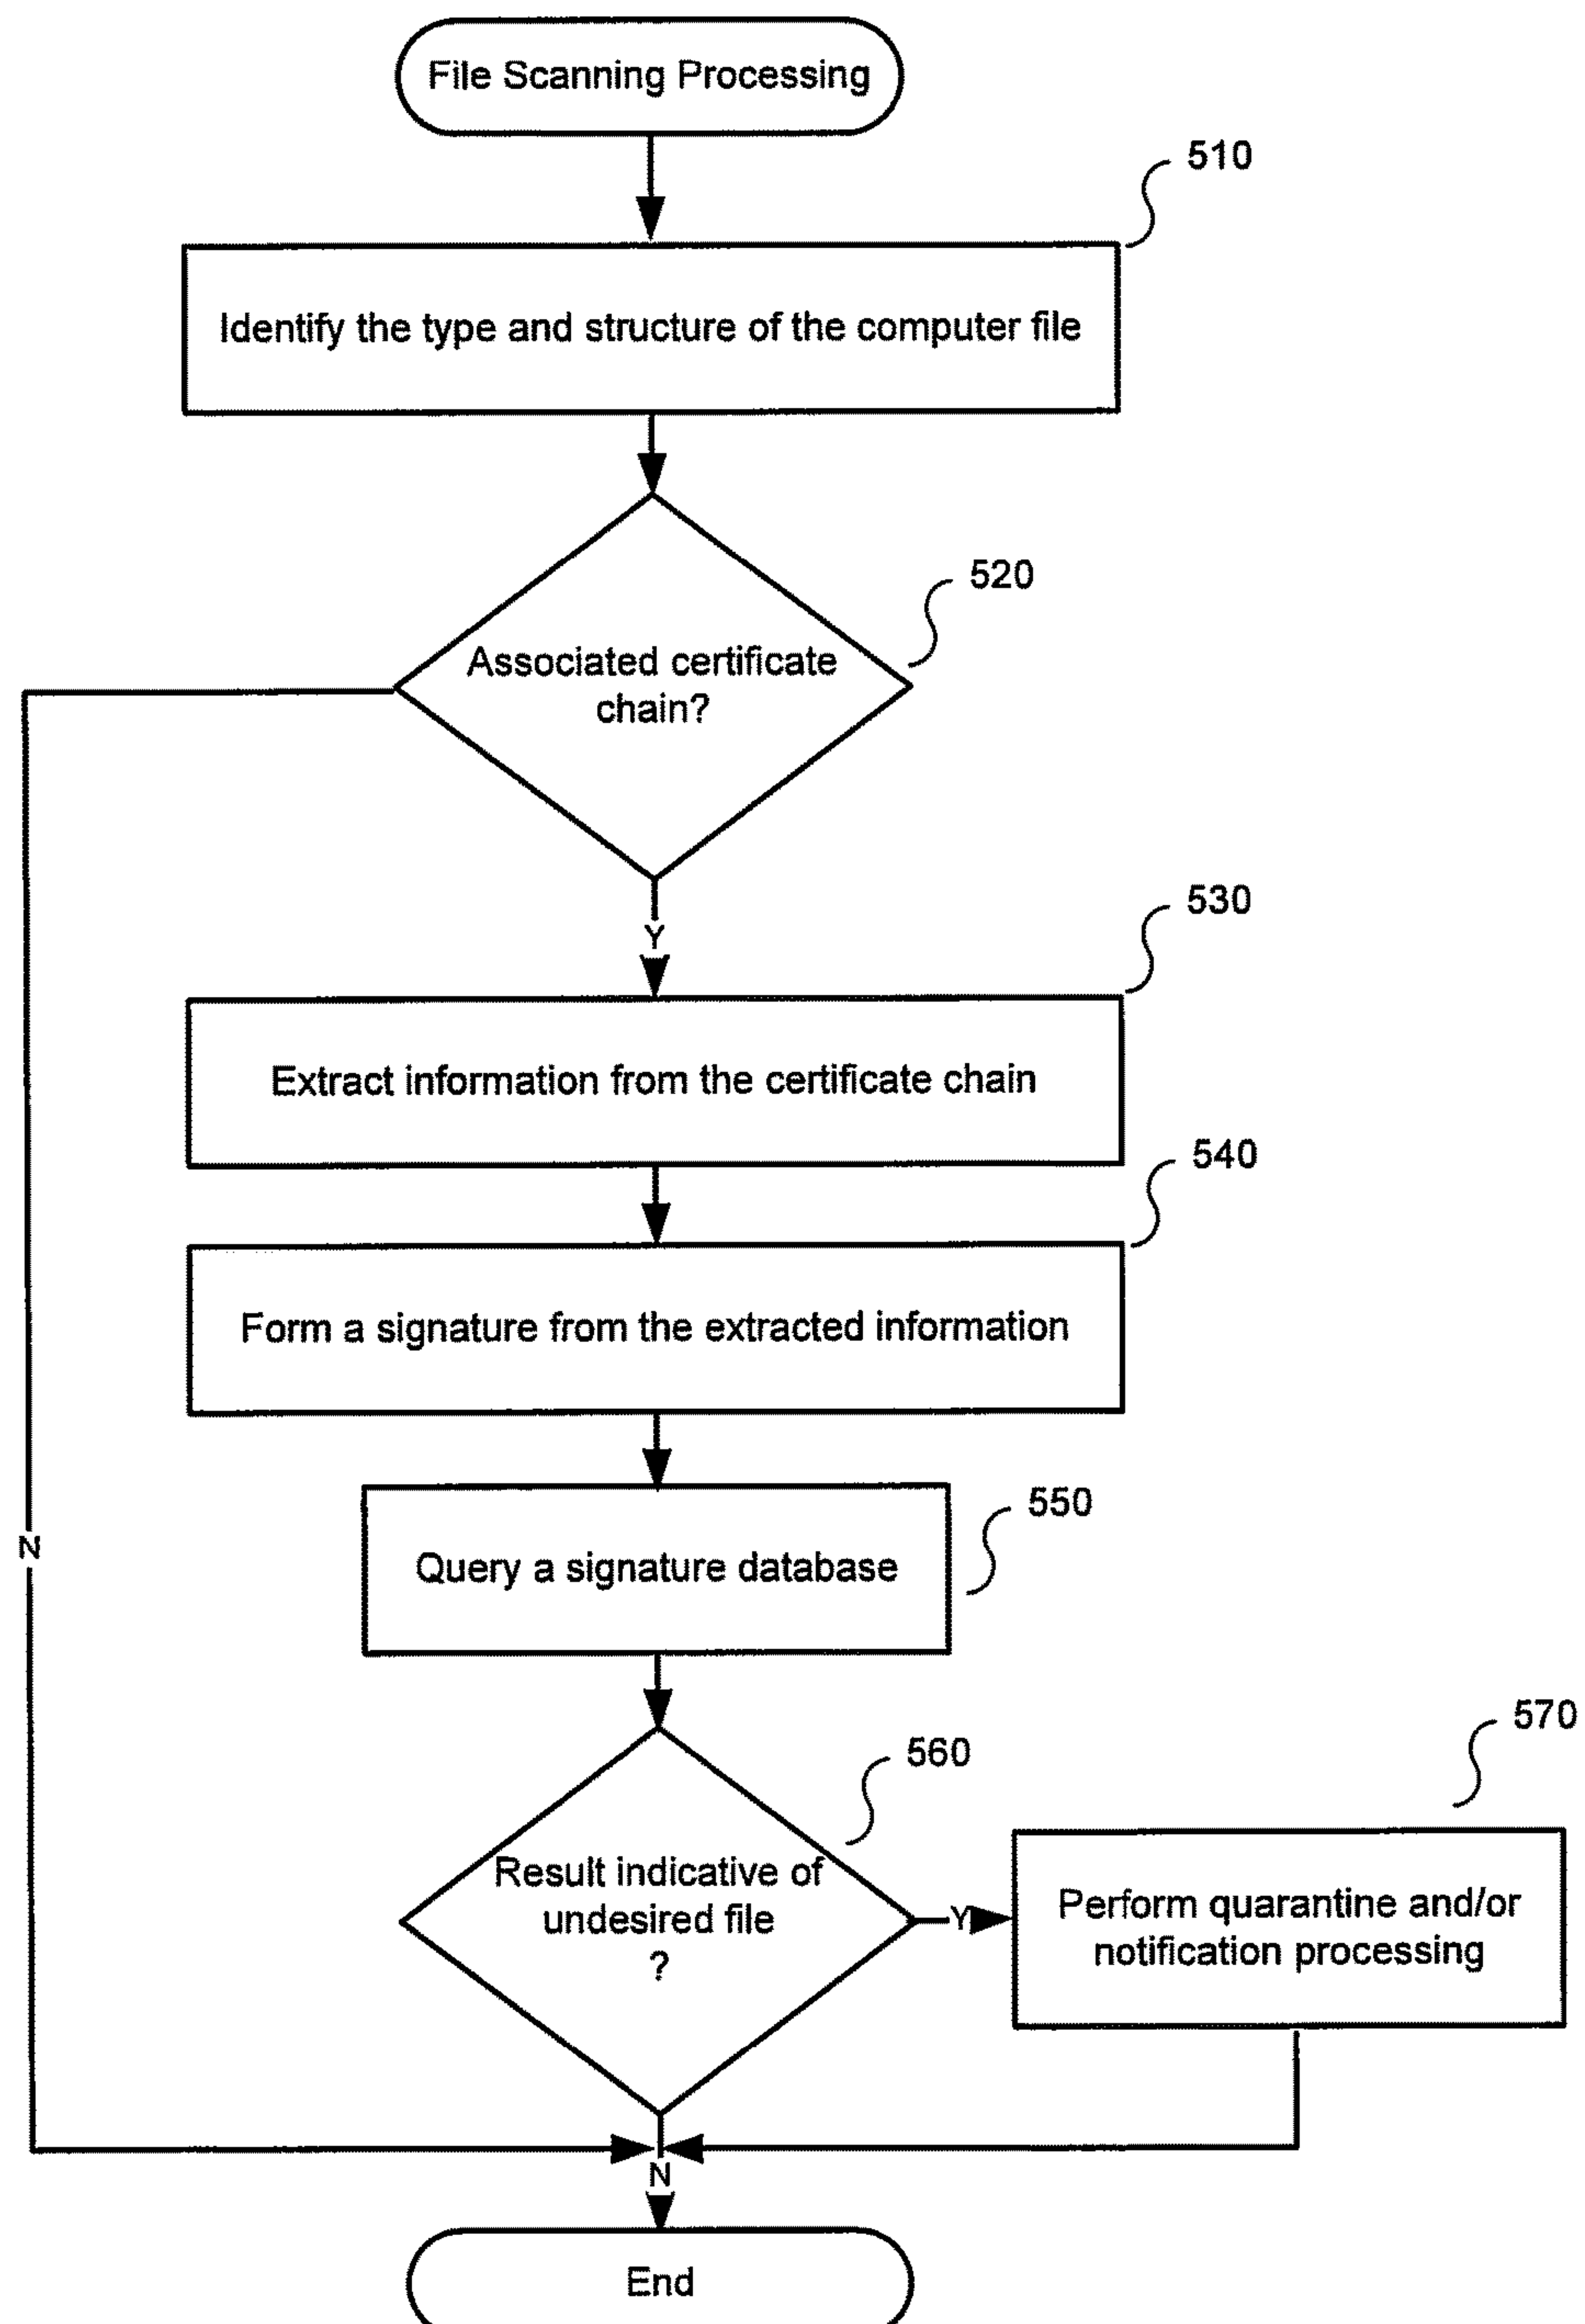 File Scanning Processing
510
Identify the type and structure of the computer file
520
Associated certificate
chain?
Y
530
Extract information from the certificate chain
540
Form a signature from the extracted information
550
N
Query a signature database
570
560
Result indicative of
undesired file
?
Y
Perform quarantine and/or
notification processing
N
End